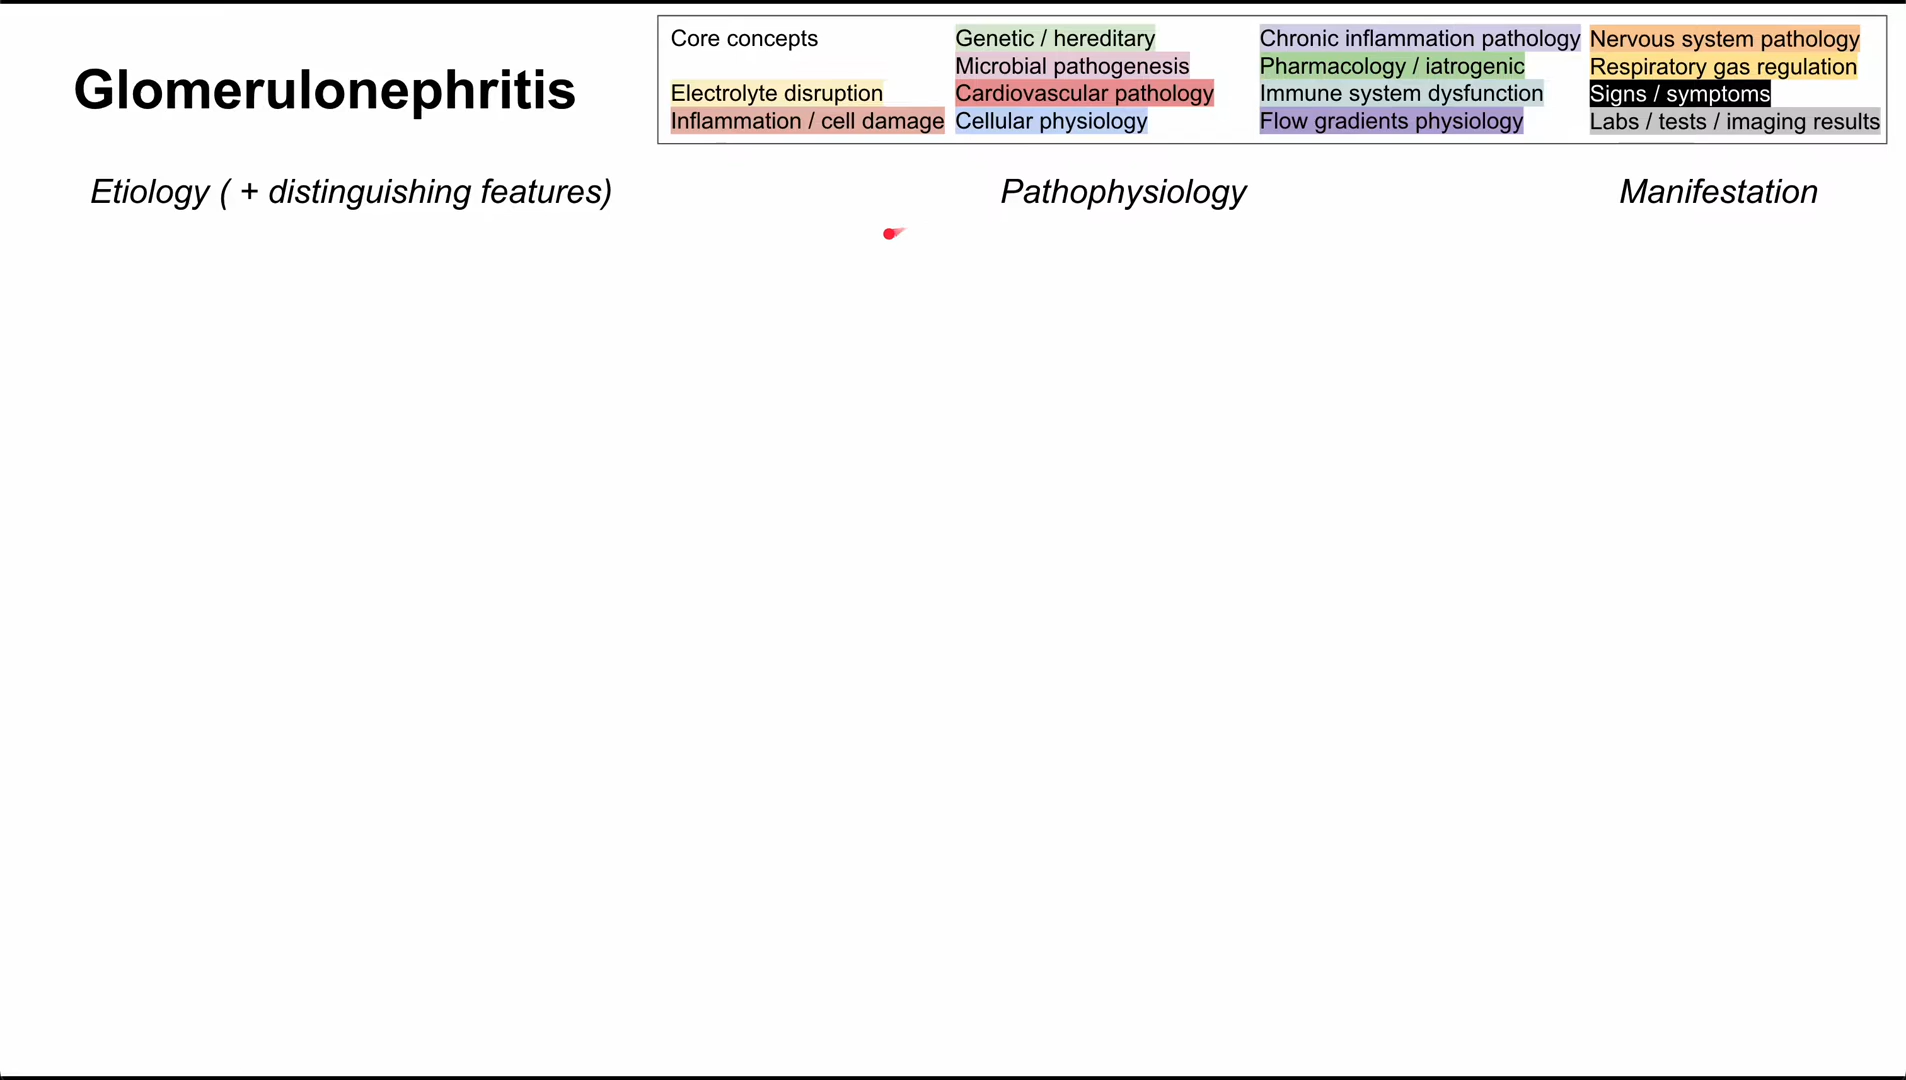 Glomerulonephritis
Core concepts
Electrolyte disruption
Inflammation / cell damage
Genetic / hereditary
Microbial pathogenesis
Cardiovascular pathology
Cellular physiology
Chronic inflammation pathology
Pharmacology / iatrogenic
Immune system dysfunction
Flow gradients physiology
Nervous system pathology
Respiratory gas regulation
Signs / symptoms
Labs / tests / imaging results
Etiology ( + distinguishing features)
Pathophysiology
Manifestation